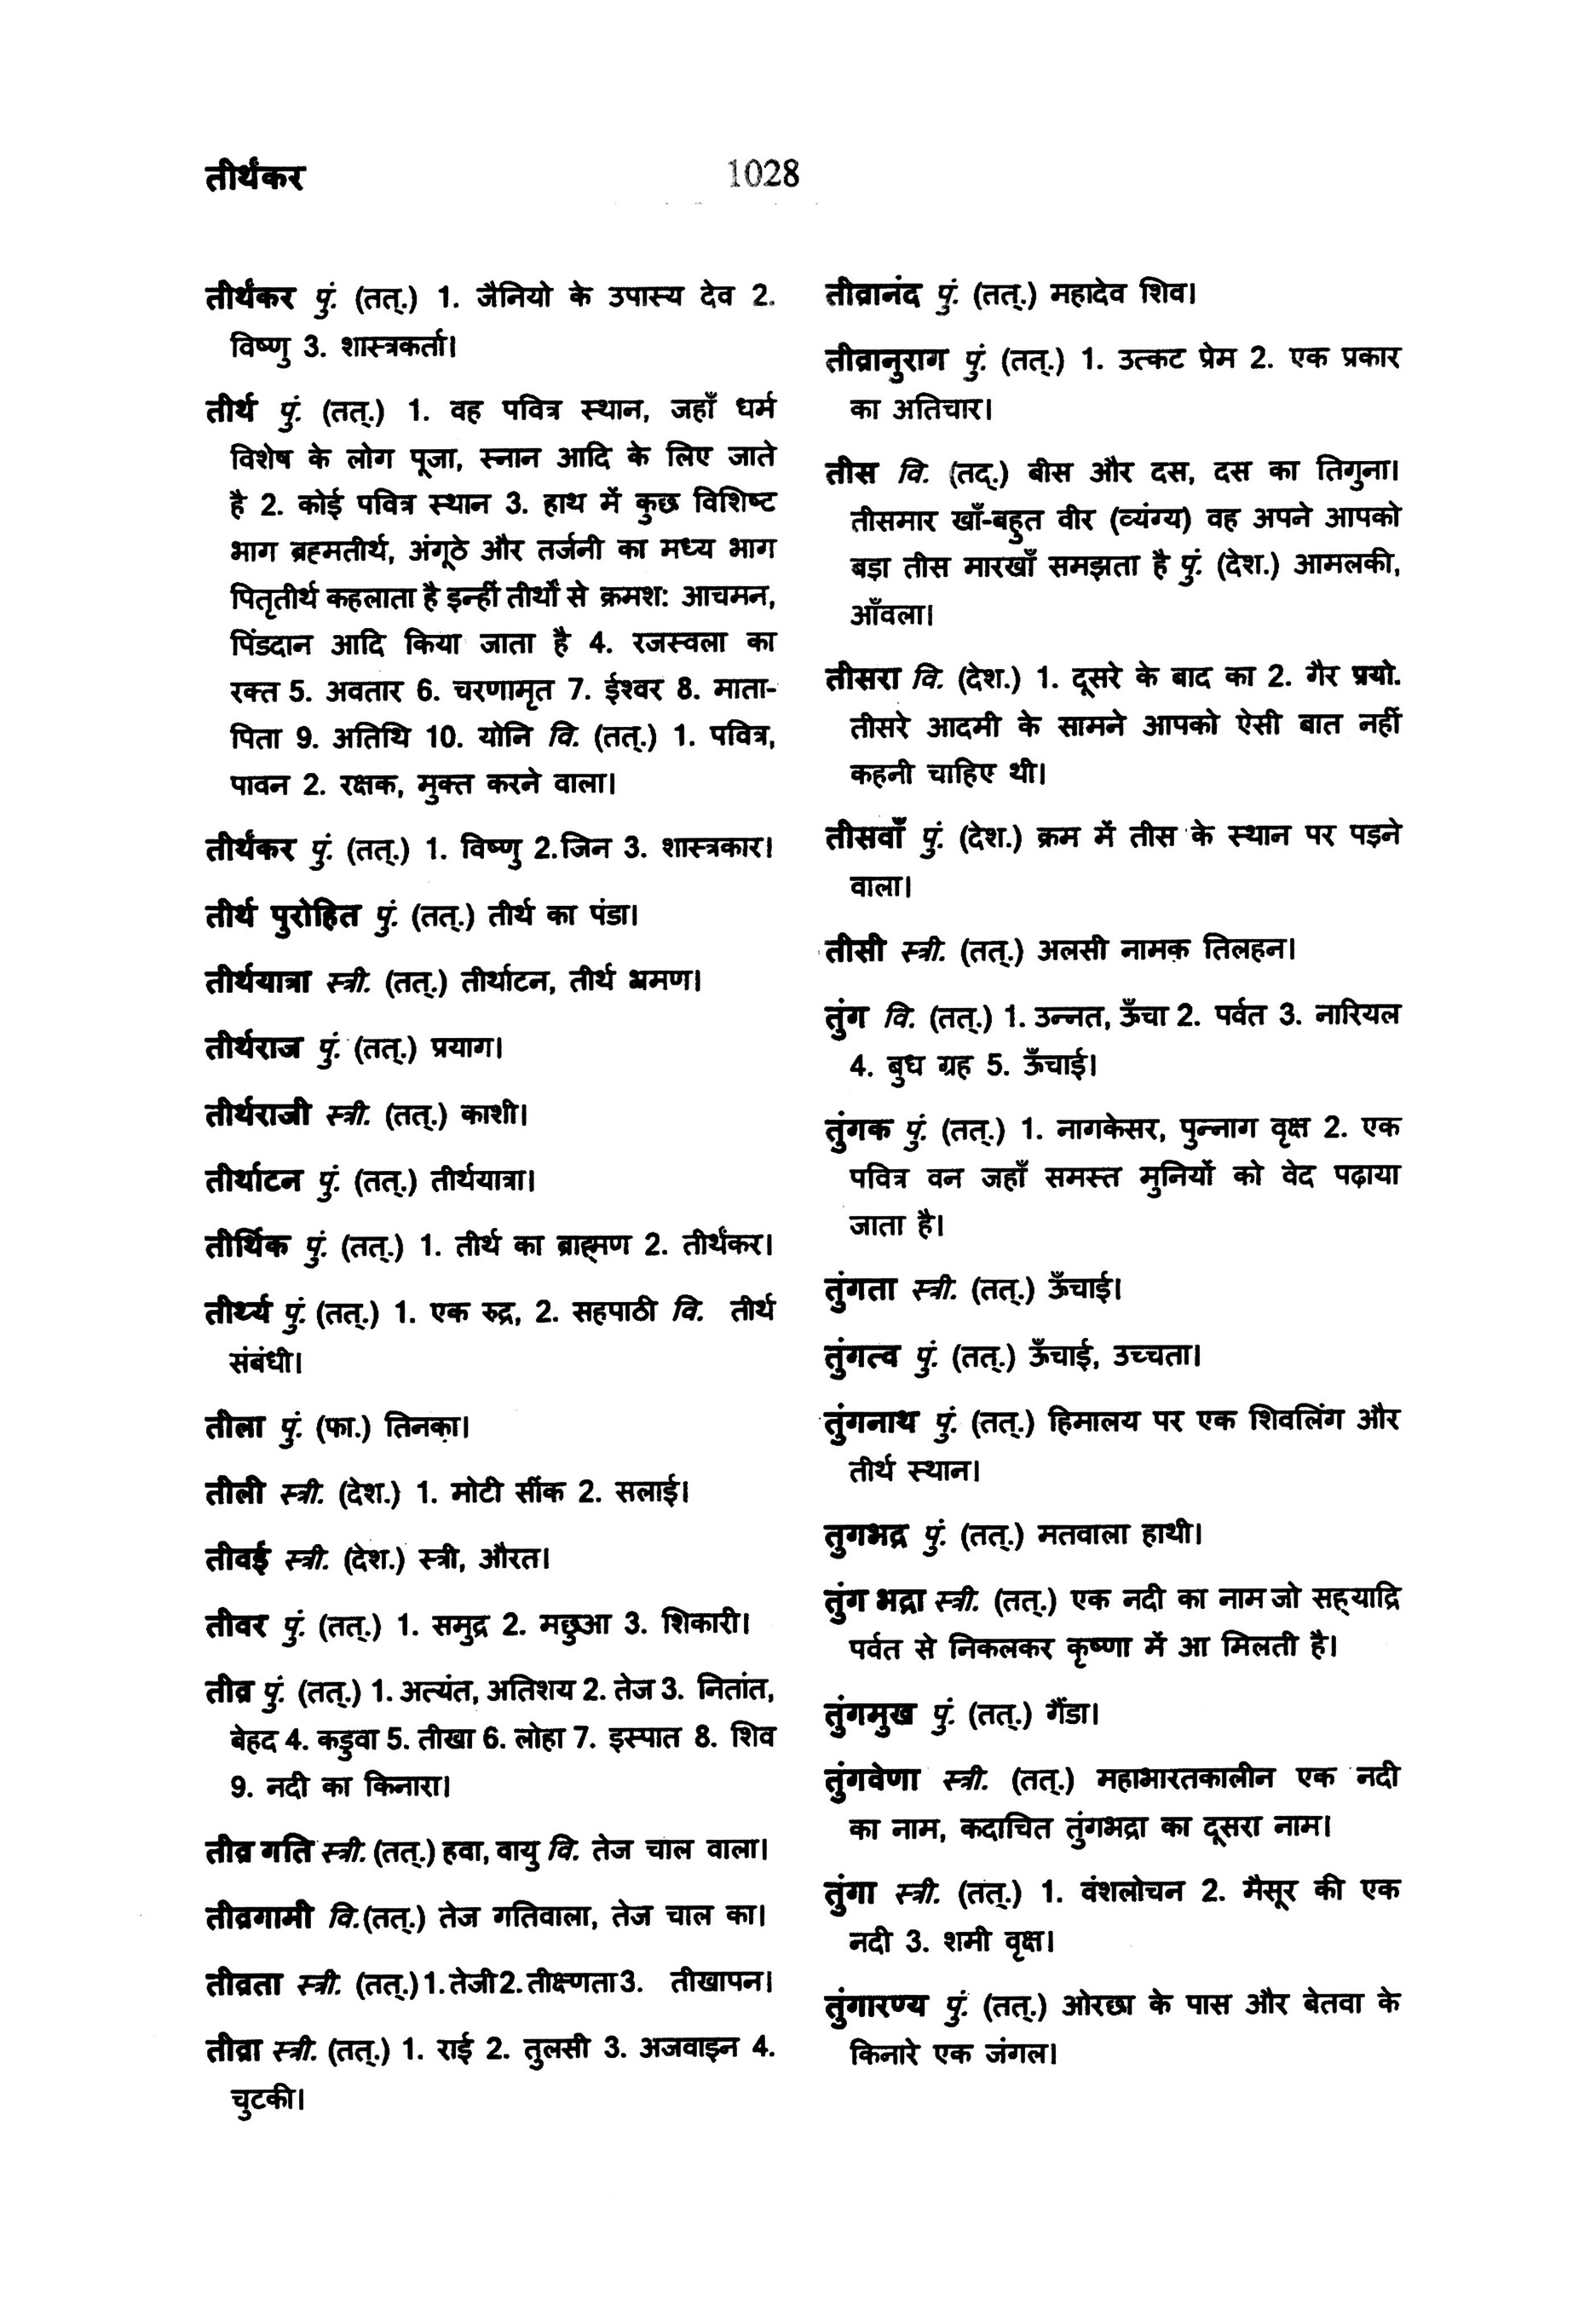 तीर्थंकर
1028
तीर्थंकर पुं. (तत्.) 1. जैनियो के उपास्य देव 2.
विष्णु 3. शास्त्रकर्ता।
तीर्थ पुं. (तत्.) 1. वह पवित्र स्थान, जहाँ धर्म
विशेष के लोग पूजा, स्नान आदि के लिए जाते
है 2. कोई पवित्र स्थान 3. हाथ में कुछ विशिष्ट
भाग ब्रह्मतीर्थ, अंगूठे और तर्जनी का मध्य भाग
पितृतीर्थ कहलाता है इन्हीं तीर्थों से क्रमश: आचमन,
पिंडदान आदि किया जाता है 4. रजस्वला का
रक्त 5. अवतार 6. चरणामृत 7. ईश्वर 8. माता-
पिता 9. अतिथि 10. योनि वि. (तत्.) 1. पवित्र,
पावन 2. रक्षक, मुक्त करने वाला।
तीर्थंकर पुं. (तत्.) 1. विष्णु 2.जिन 3. शास्त्रकार।
तीर्थ पुरोहित पुं. (तत्.) तीर्थ का पंडा।
तीर्थयात्रा स्त्री. (तत्.) तीर्थाटन, तीर्थ भ्रमण।
तीर्थराज पुं. (तत्.) प्रयाग।
तीर्थराजी स्त्री. (तत्.) काशी।
तीर्थाटन पुं. (तत्.) तीर्थयात्रा।
तीर्थिक पुं. (तत्.) 1. तीर्थ का ब्राह्मण 2. तीर्थंकर।
तीर्थ्य पुं. (तत्.) 1. एक रुद्र, 2. सहपाठी वि. तीर्थ
संबंधी।
तीला पुं. (फा.) तिनका।
तीली स्त्री. (देश.) 1. मोटी सींक 2. सलाई।
तीवई स्त्री. (देश.) स्त्री, औरत।
तीवर पुं. (तत्.) 1. समुद्र 2. मछुआ 3. शिकारी।
तीव्र पुं. (तत्.) 1. अत्यंत, अतिशय 2. तेज 3. नितांत,
बेहद 4. कडुवा 5. तीखा 6. लोहा 7. इस्पात 8. शिव
9. नदी का किनारा।
तीव्र गति स्त्री. (तत्.) हवा, वायु वि. तेज चाल वाला।
तीव्रगामी वि.(तत्.) तेज गतिवाला, तेज चाल का।
तीव्रता स्त्री. (तत्.) 1. तेजी 2. तीक्ष्णता 3. तीखापन।
तीव्रा स्त्री. (तत्.) 1. राई 2. तुलसी 3. अजवाइन 4.
चुटकी।
तीव्रानंद पुं. (तत्.) महादेव शिव।
तीव्रानुराग पुं. (तत्.) 1. उत्कट प्रेम 2. एक प्रकार
का अतिचार।
तीस वि. (तद्.) बीस और दस, दस का तिगुना।
तीसमार खाँ-बहुत वीर (व्यंग्य) वह अपने आपको
बड़ा तीस मारखाँ समझता है पुं. (देश.) आमलकी,
आँवला।
तीसरा वि. (देश.) 1. दूसरे के बाद का 2. गैर प्रयो.
तीसरे आदमी के सामने आपको ऐसी बात नहीं
कहनी चाहिए थी।
तीसवाँ पुं. (देश.) क्रम में तीस के स्थान पर पड़ने
वाला।
तीसी स्त्री. (तत्.) अलसी नामक तिलहन।
तुंग वि. (तत्.) 1. उन्नत, ऊँचा 2. पर्वत 3. नारियल
4. बुध ग्रह 5. ऊँचाई।
तुंगक पुं. (तत्.) 1. नागकेसर, पुन्नाग वृक्ष 2. एक
पवित्र वन जहाँ समस्त मुनियों को वेद पढ़ाया
जाता है।
तुंगता स्त्री. (तत्.) ऊँचाई।
तुंगत्व पुं. (तत्.) ऊँचाई, उच्चता।
तुंगनाथ पुं. (तत्.) हिमालय पर एक शिवलिंग और
तीर्थ स्थान।
तुगभद्र पुं. (तत्.) मतवाला हाथी।
तुंग भद्रा स्त्री. (तत्.) एक नदी का नाम जो सह्याद्रि
पर्वत से निकलकर कृष्णा में आ मिलती है।
तुंगमुख पुं. (तत्.) गैंडा।
तुंगवेणा स्त्री. (तत्.) महाभारतकालीन एक नदी
का नाम, कदाचित तुंगभद्रा का दूसरा नाम।
तुंगा स्त्री. (तत्.) 1. वंशलोचन 2. मैसूर की एक
नदी 3. शमी वृक्ष।
तुंगारण्य पुं. (तत्.) ओरछा के पास और बेतवा के
किनारे एक जंगल।